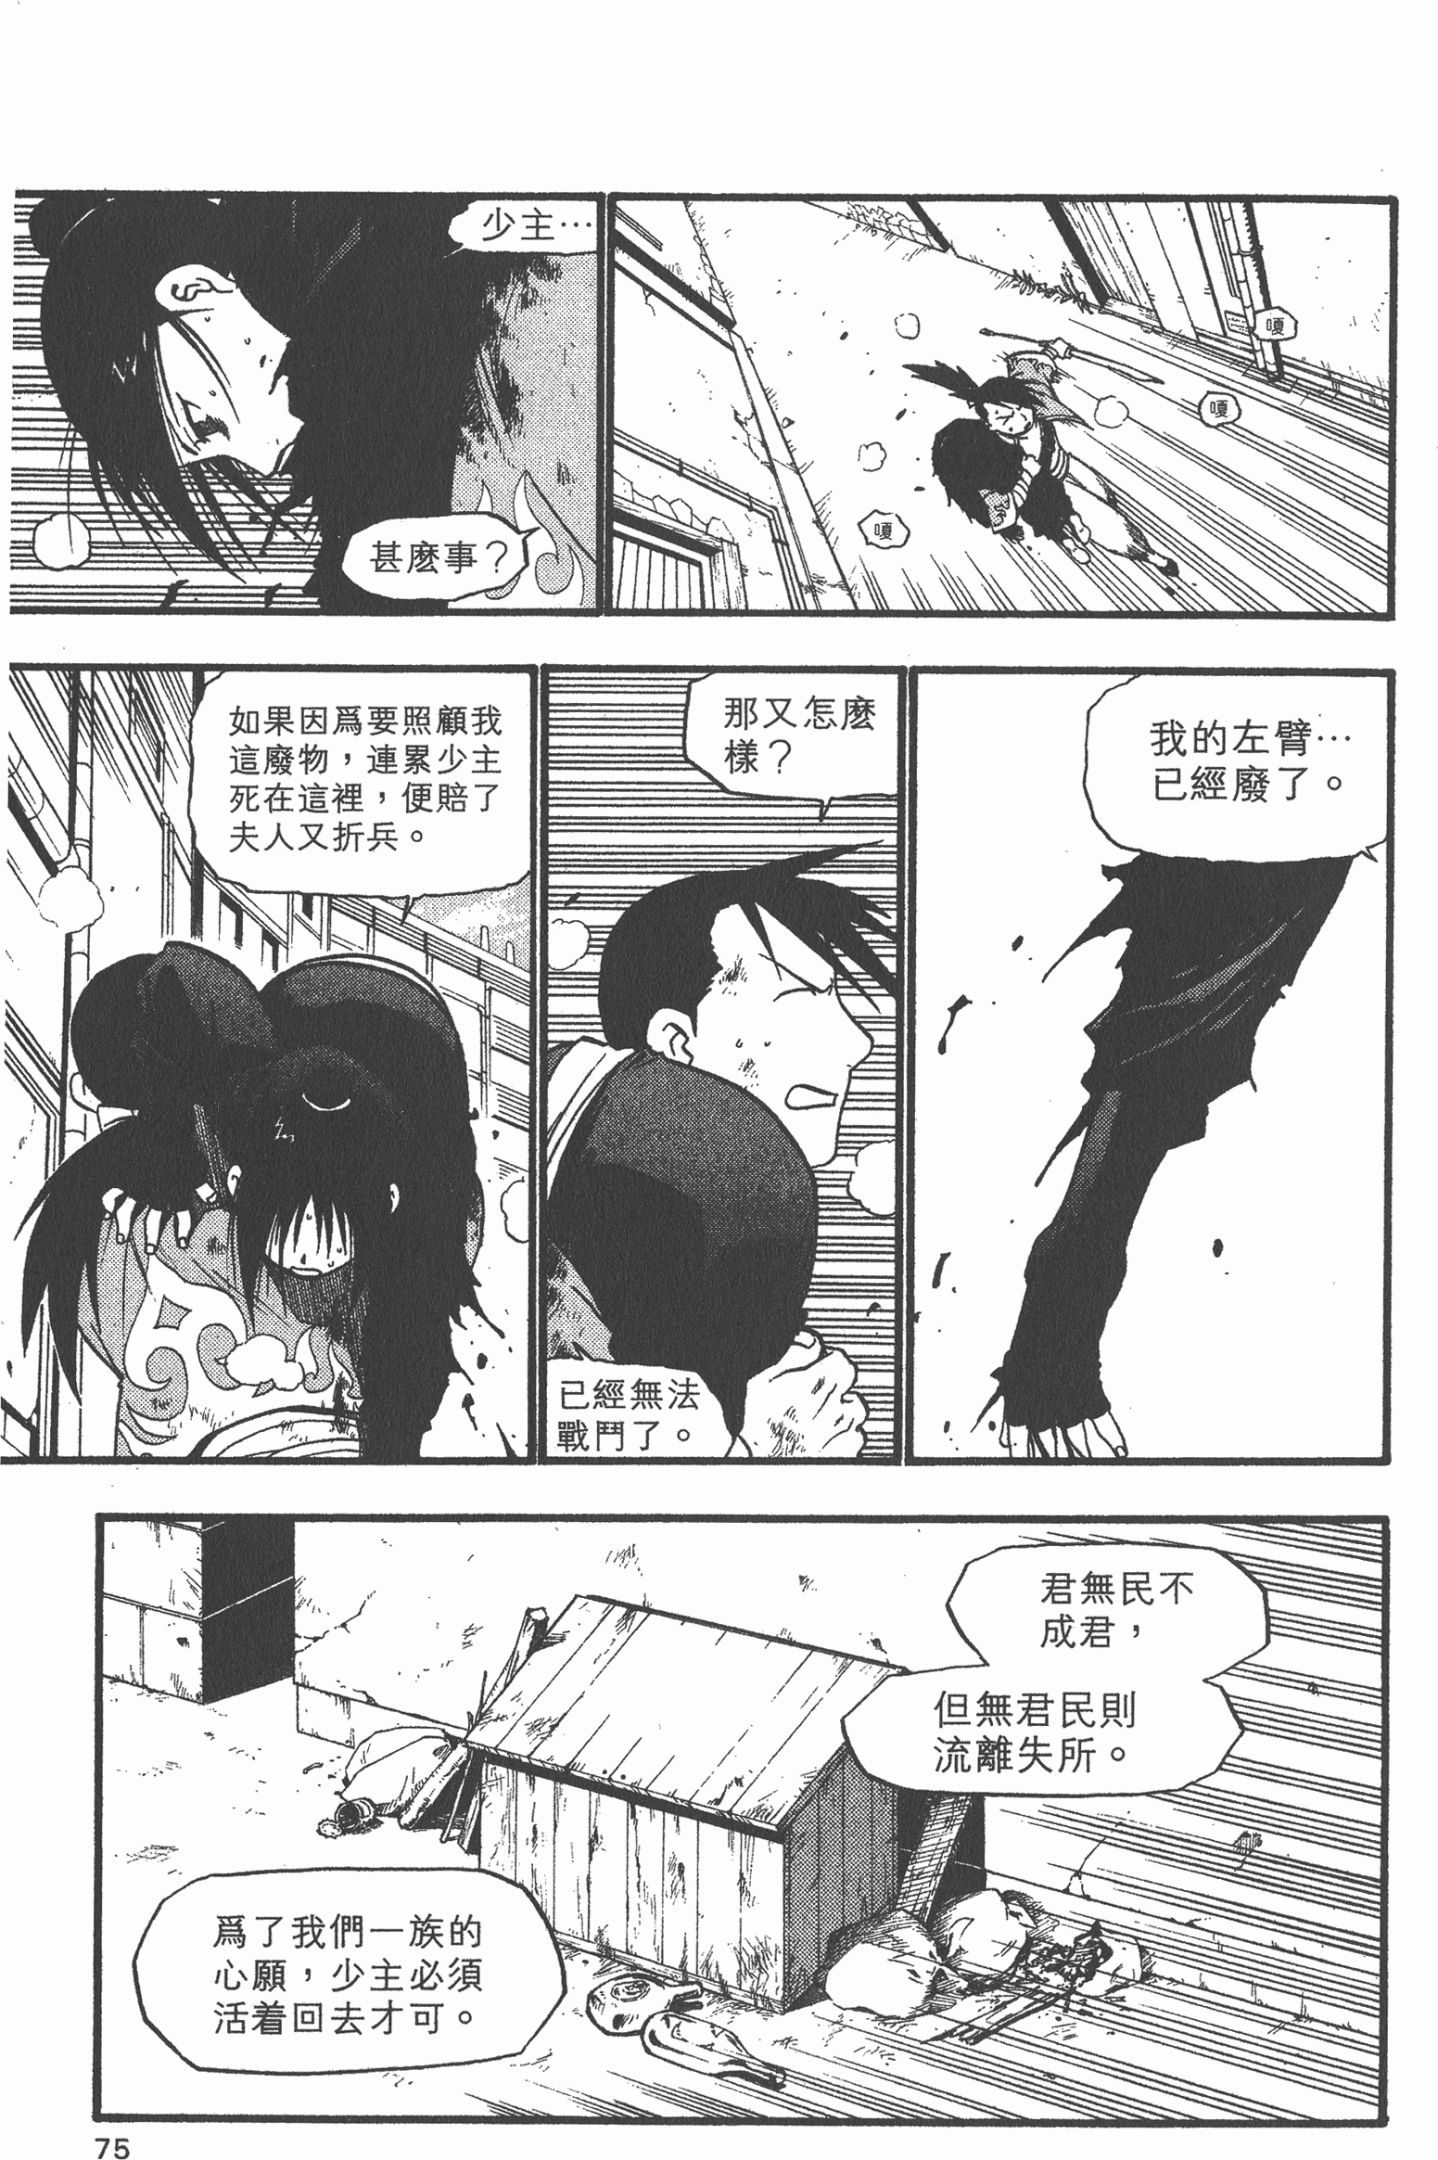 嗄
嗄
嗄
少主…
甚麼事？
我的左臂…
已經廢了。
那又怎麼
樣？
已經無法
戰鬥了。
如果因爲要照顧我
這廢物，連累少主
死在這裡，便賠了
夫人又折兵。
君無民不
成君，
但無君民則
流離失所。
爲了我們一族的
心願，少主必須
活着回去才可。
75